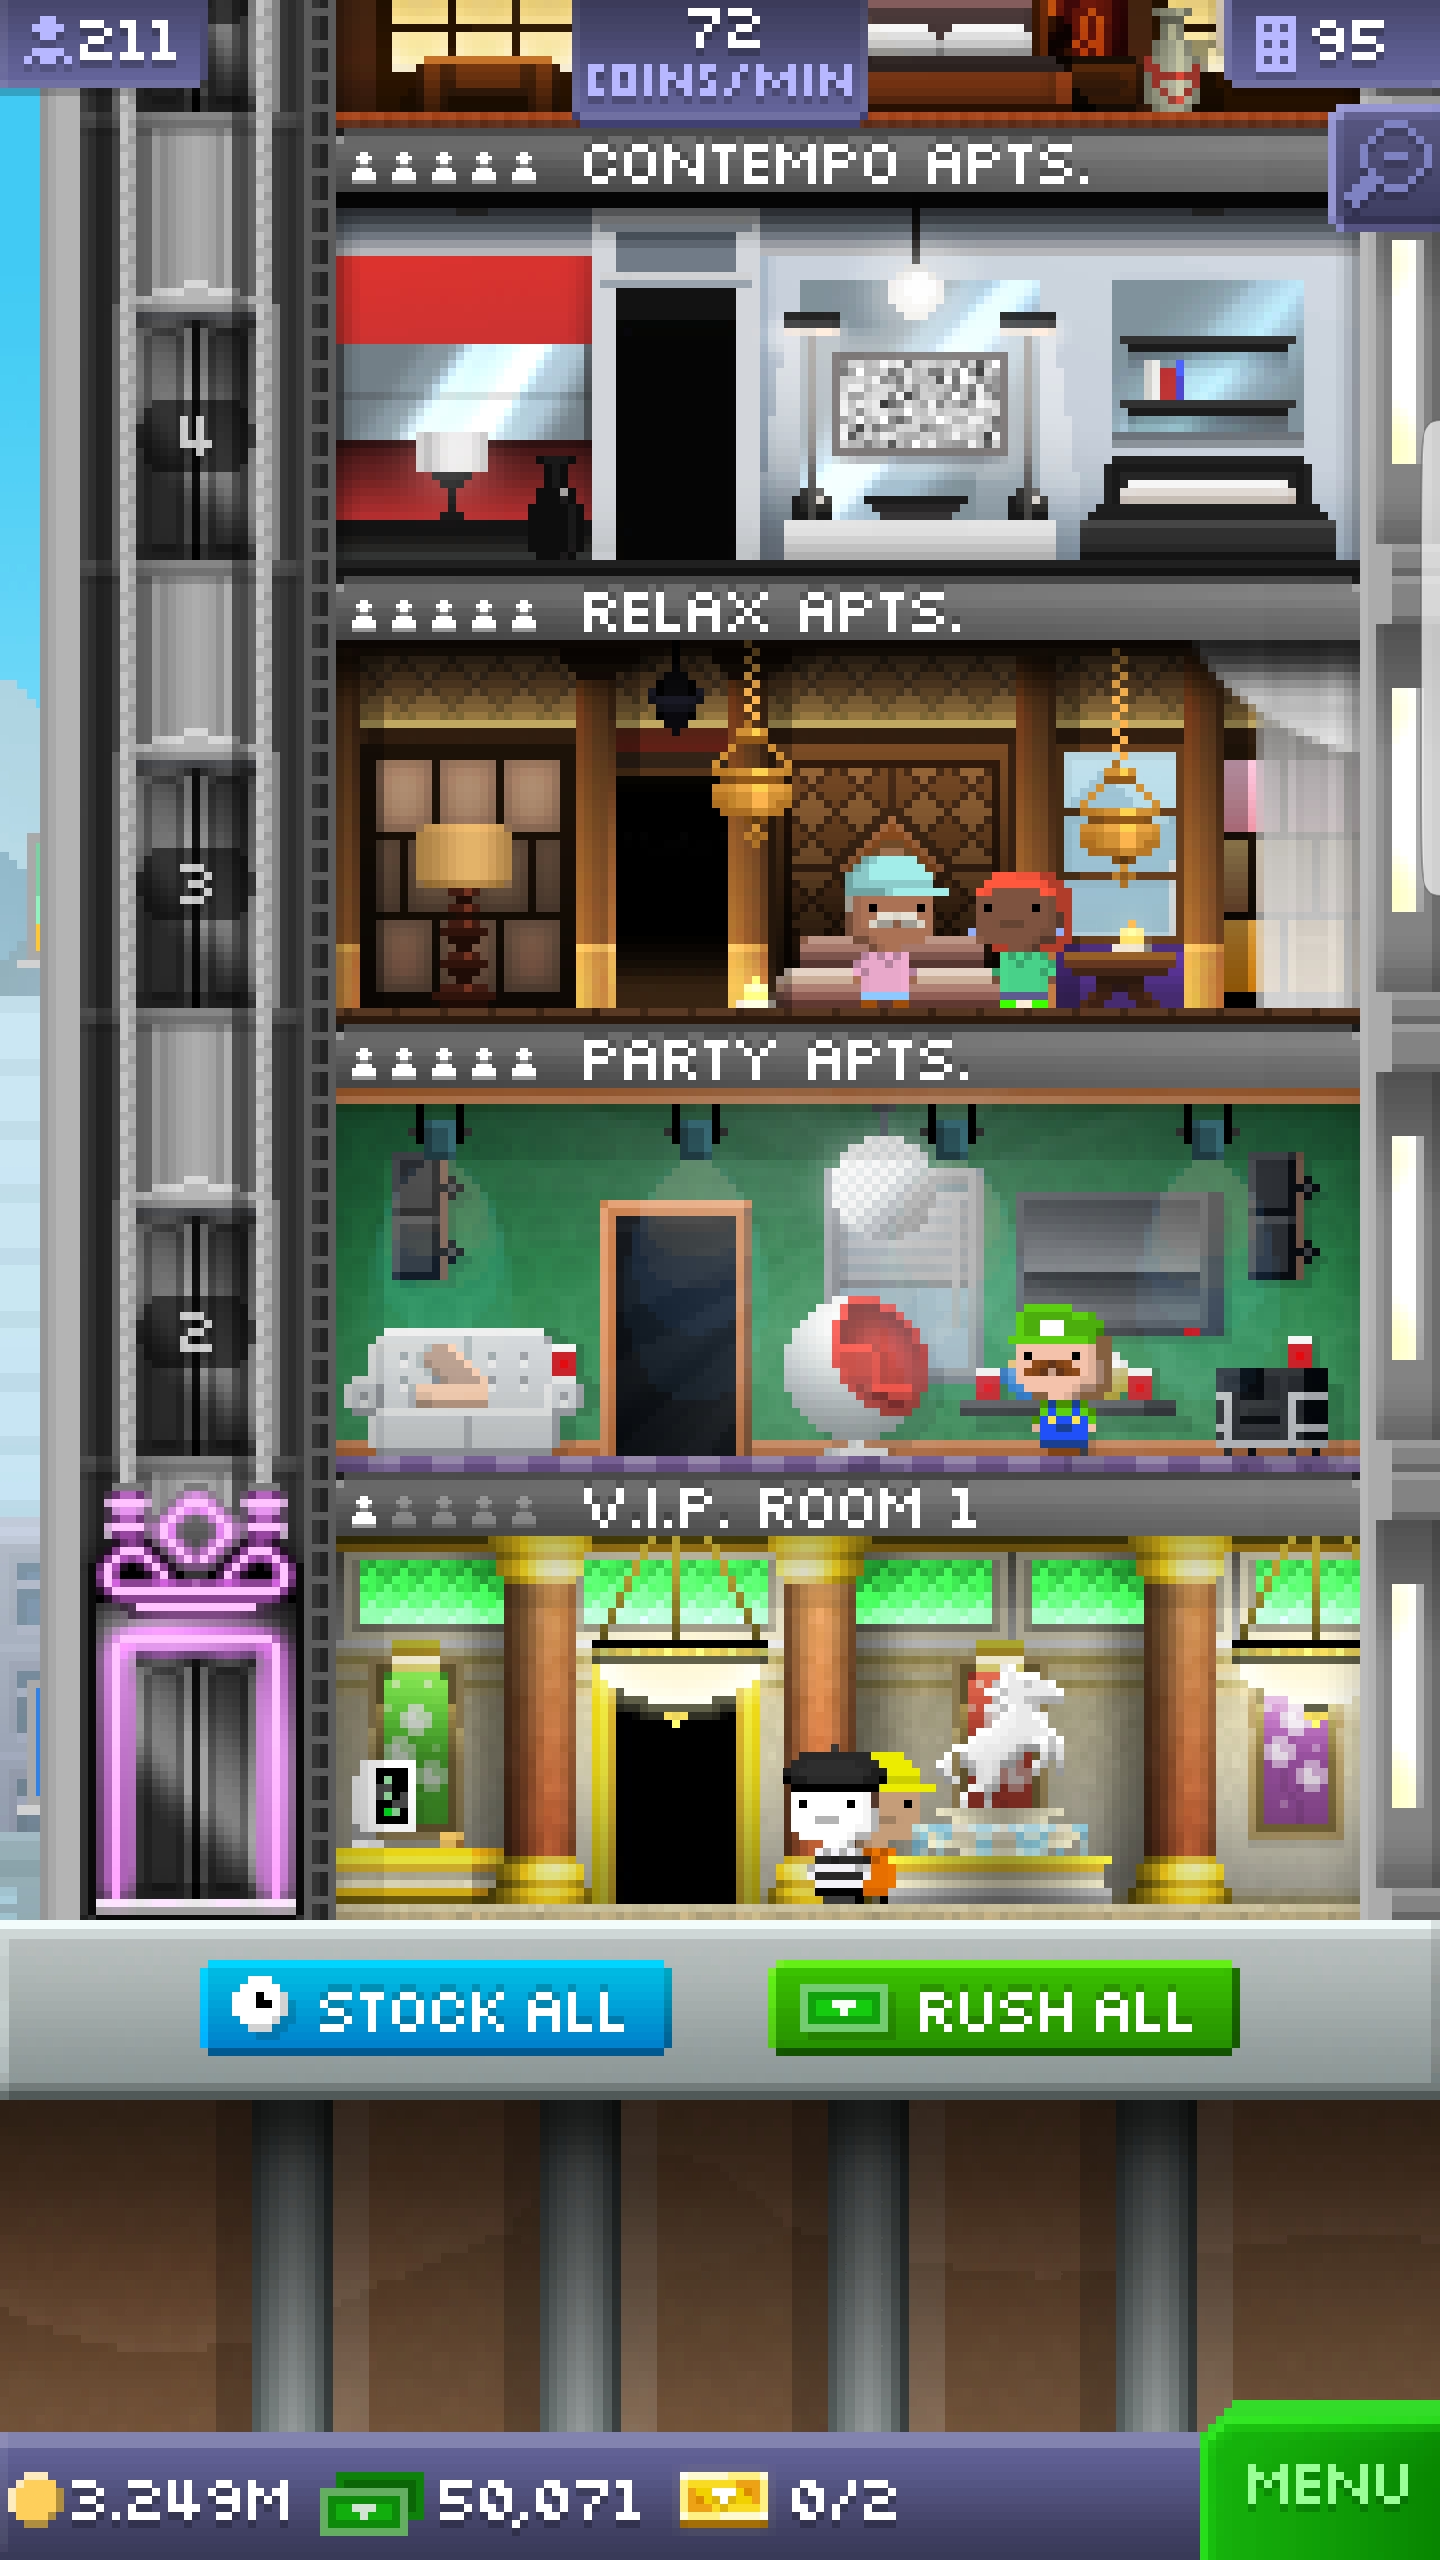 211
72
COINS/MIN
95
CONTEMPO APTS.
4
RELAX APTS.
3
PARTY APTS.
2
V.I.P. ROOM 1
STOCK ALL
RUSH ALL
3.249M
50,071
0/2
MENU